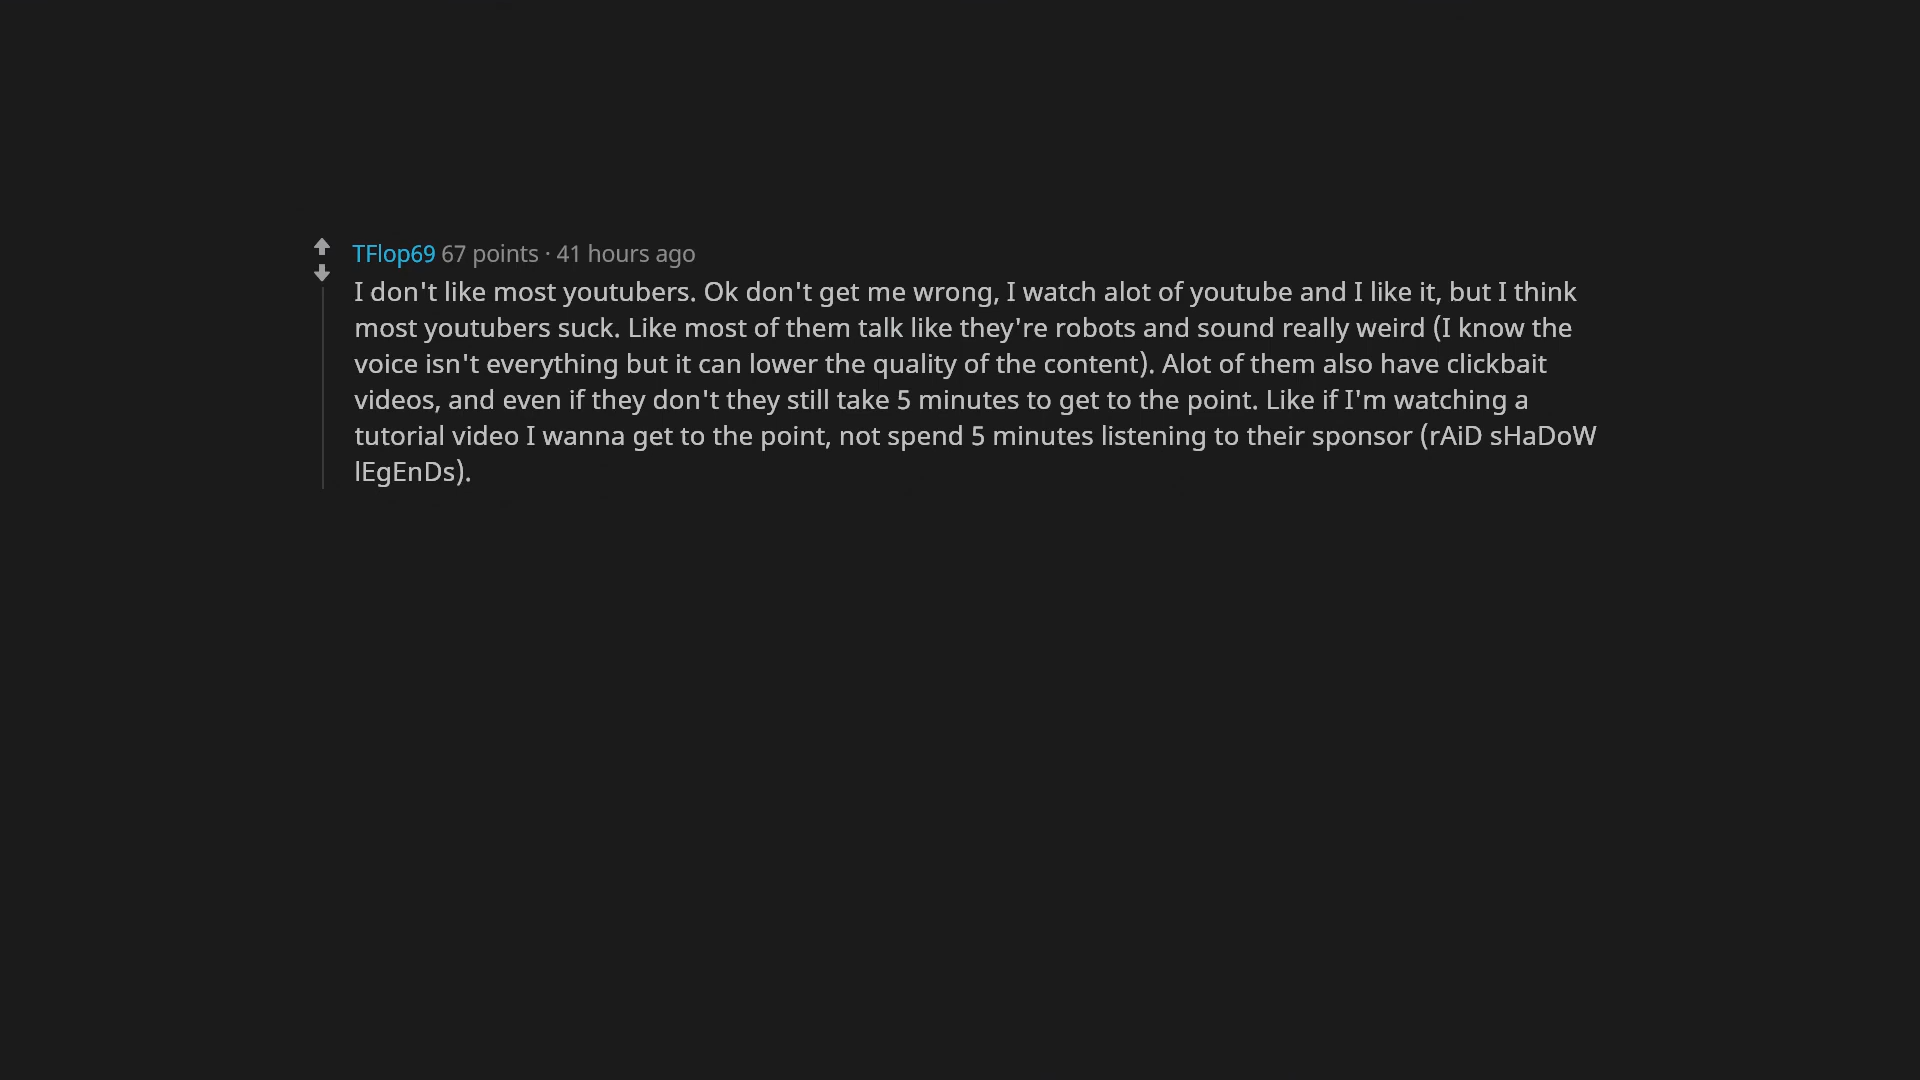 TFlop69 67 points · 41 hours ago
I don't like most youtubers. Ok don't get me wrong, I watch alot of youtube and I like it, but I think
most youtubers suck. Like most of them talk like they're robots and sound really weird (I know the
voice isn't everything but it can lower the quality of the content). Alot of them also have clickbait
videos, and even if they don't they still take 5 minutes to get to the point. Like if I'm watching a
tutorial video I wanna get to the point, not spend 5 minutes listening to their sponsor (rAiD sHaDoW
lEgEnDs).